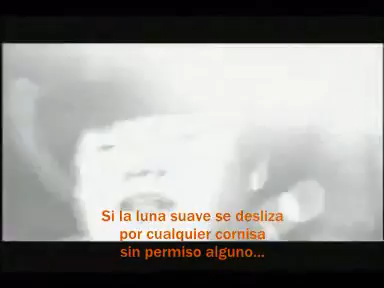 Si la luna suave se desliza
por cualquier cornisa
sin permiso alguno...